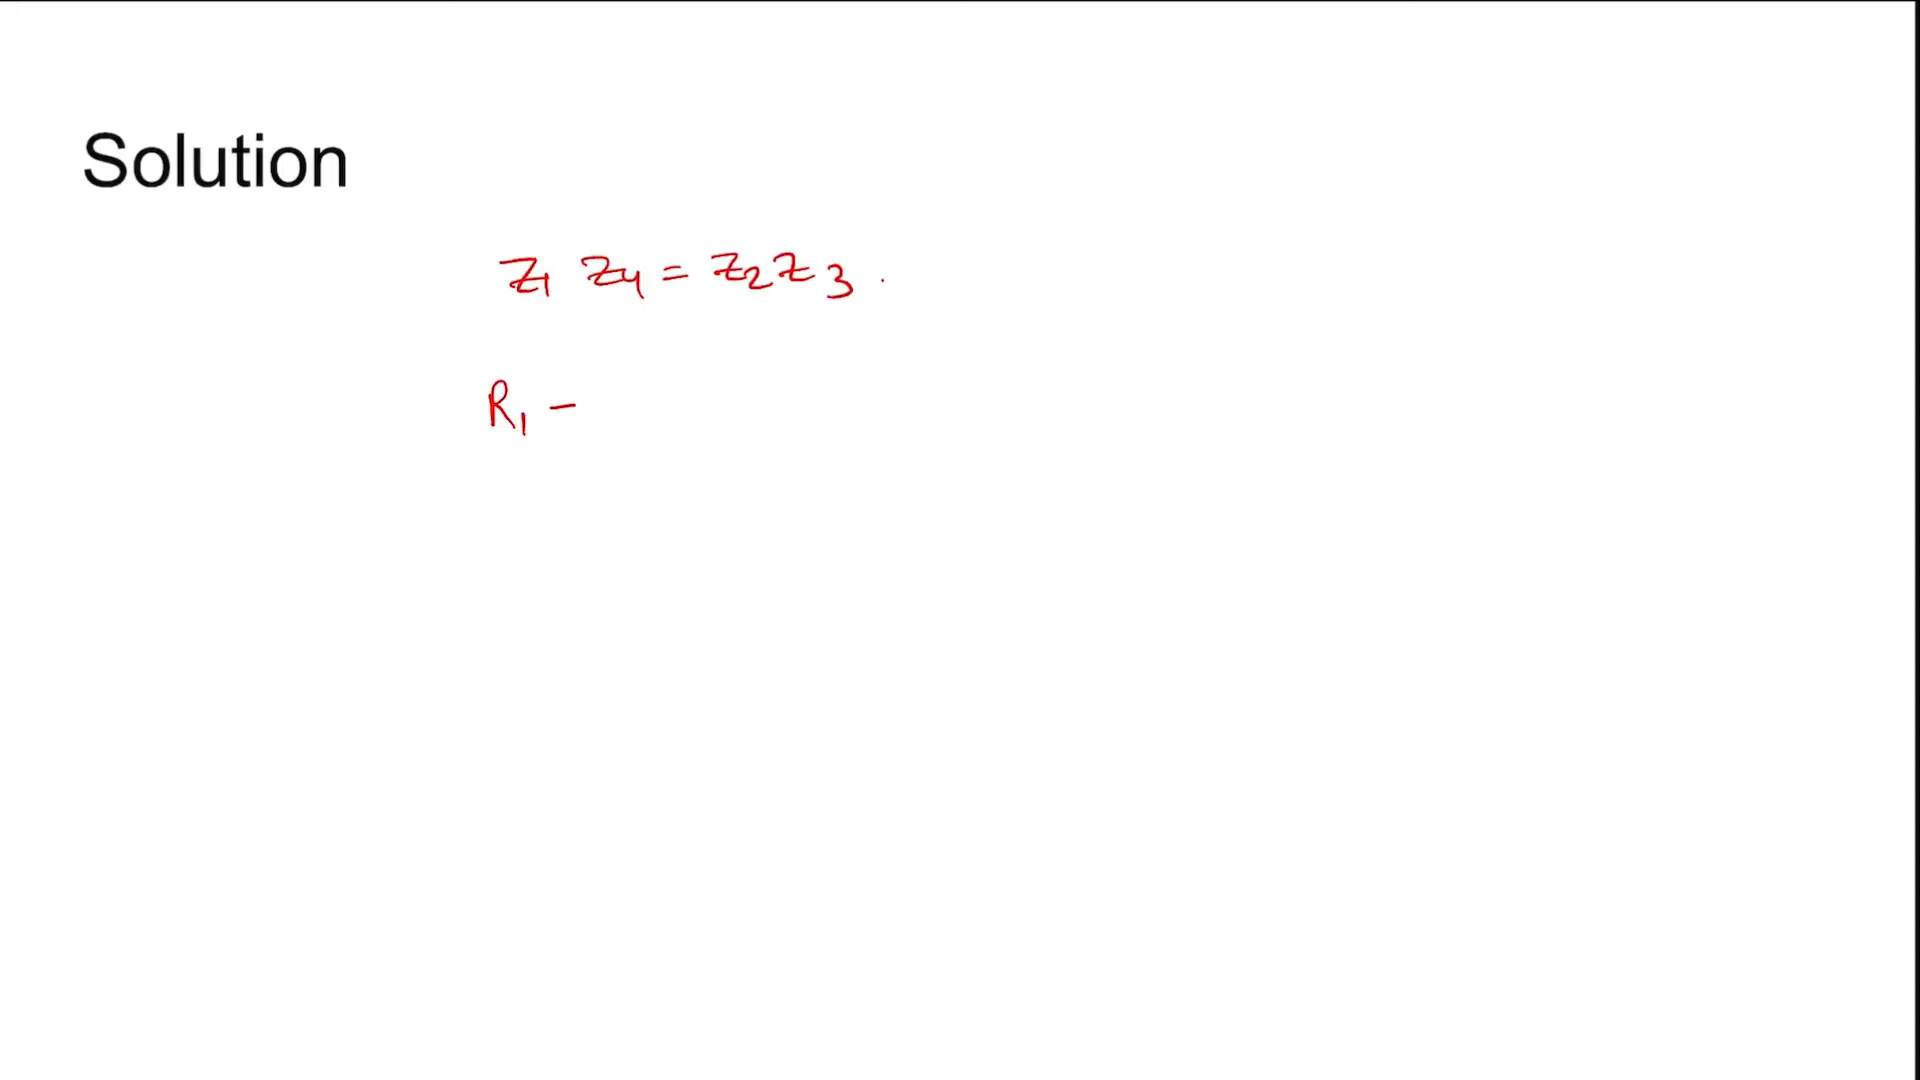 Solution
Z1 Z4 = Z2 Z3 .
R1 –